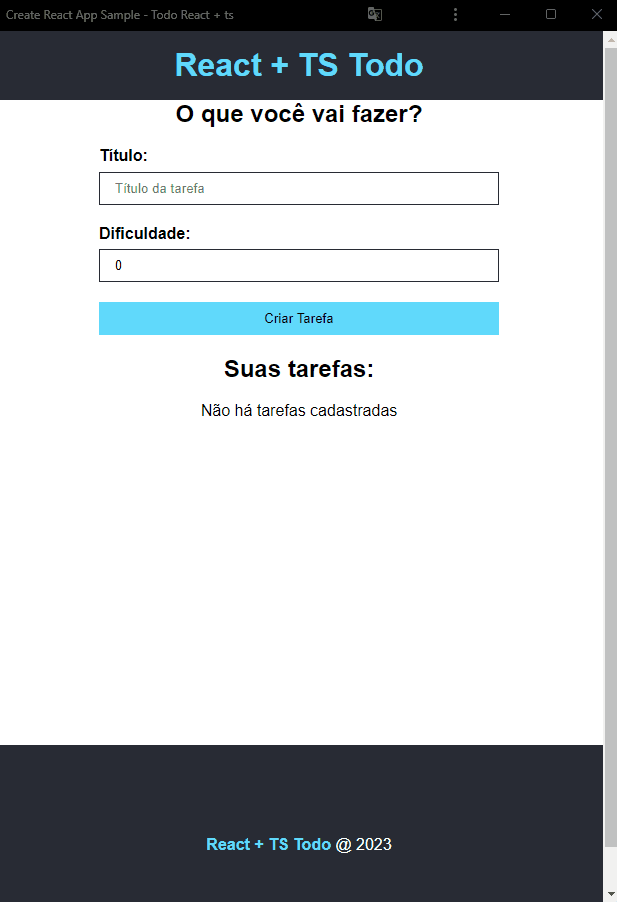 Create React App Sample - Todo React + ts
React + TS Todo
O que você vai fazer?
Título:
Título da tarefa
Dificuldade:
0
Criar Tarefa
Suas tarefas:
Não há tarefas cadastradas
React + TS Todo @ 2023